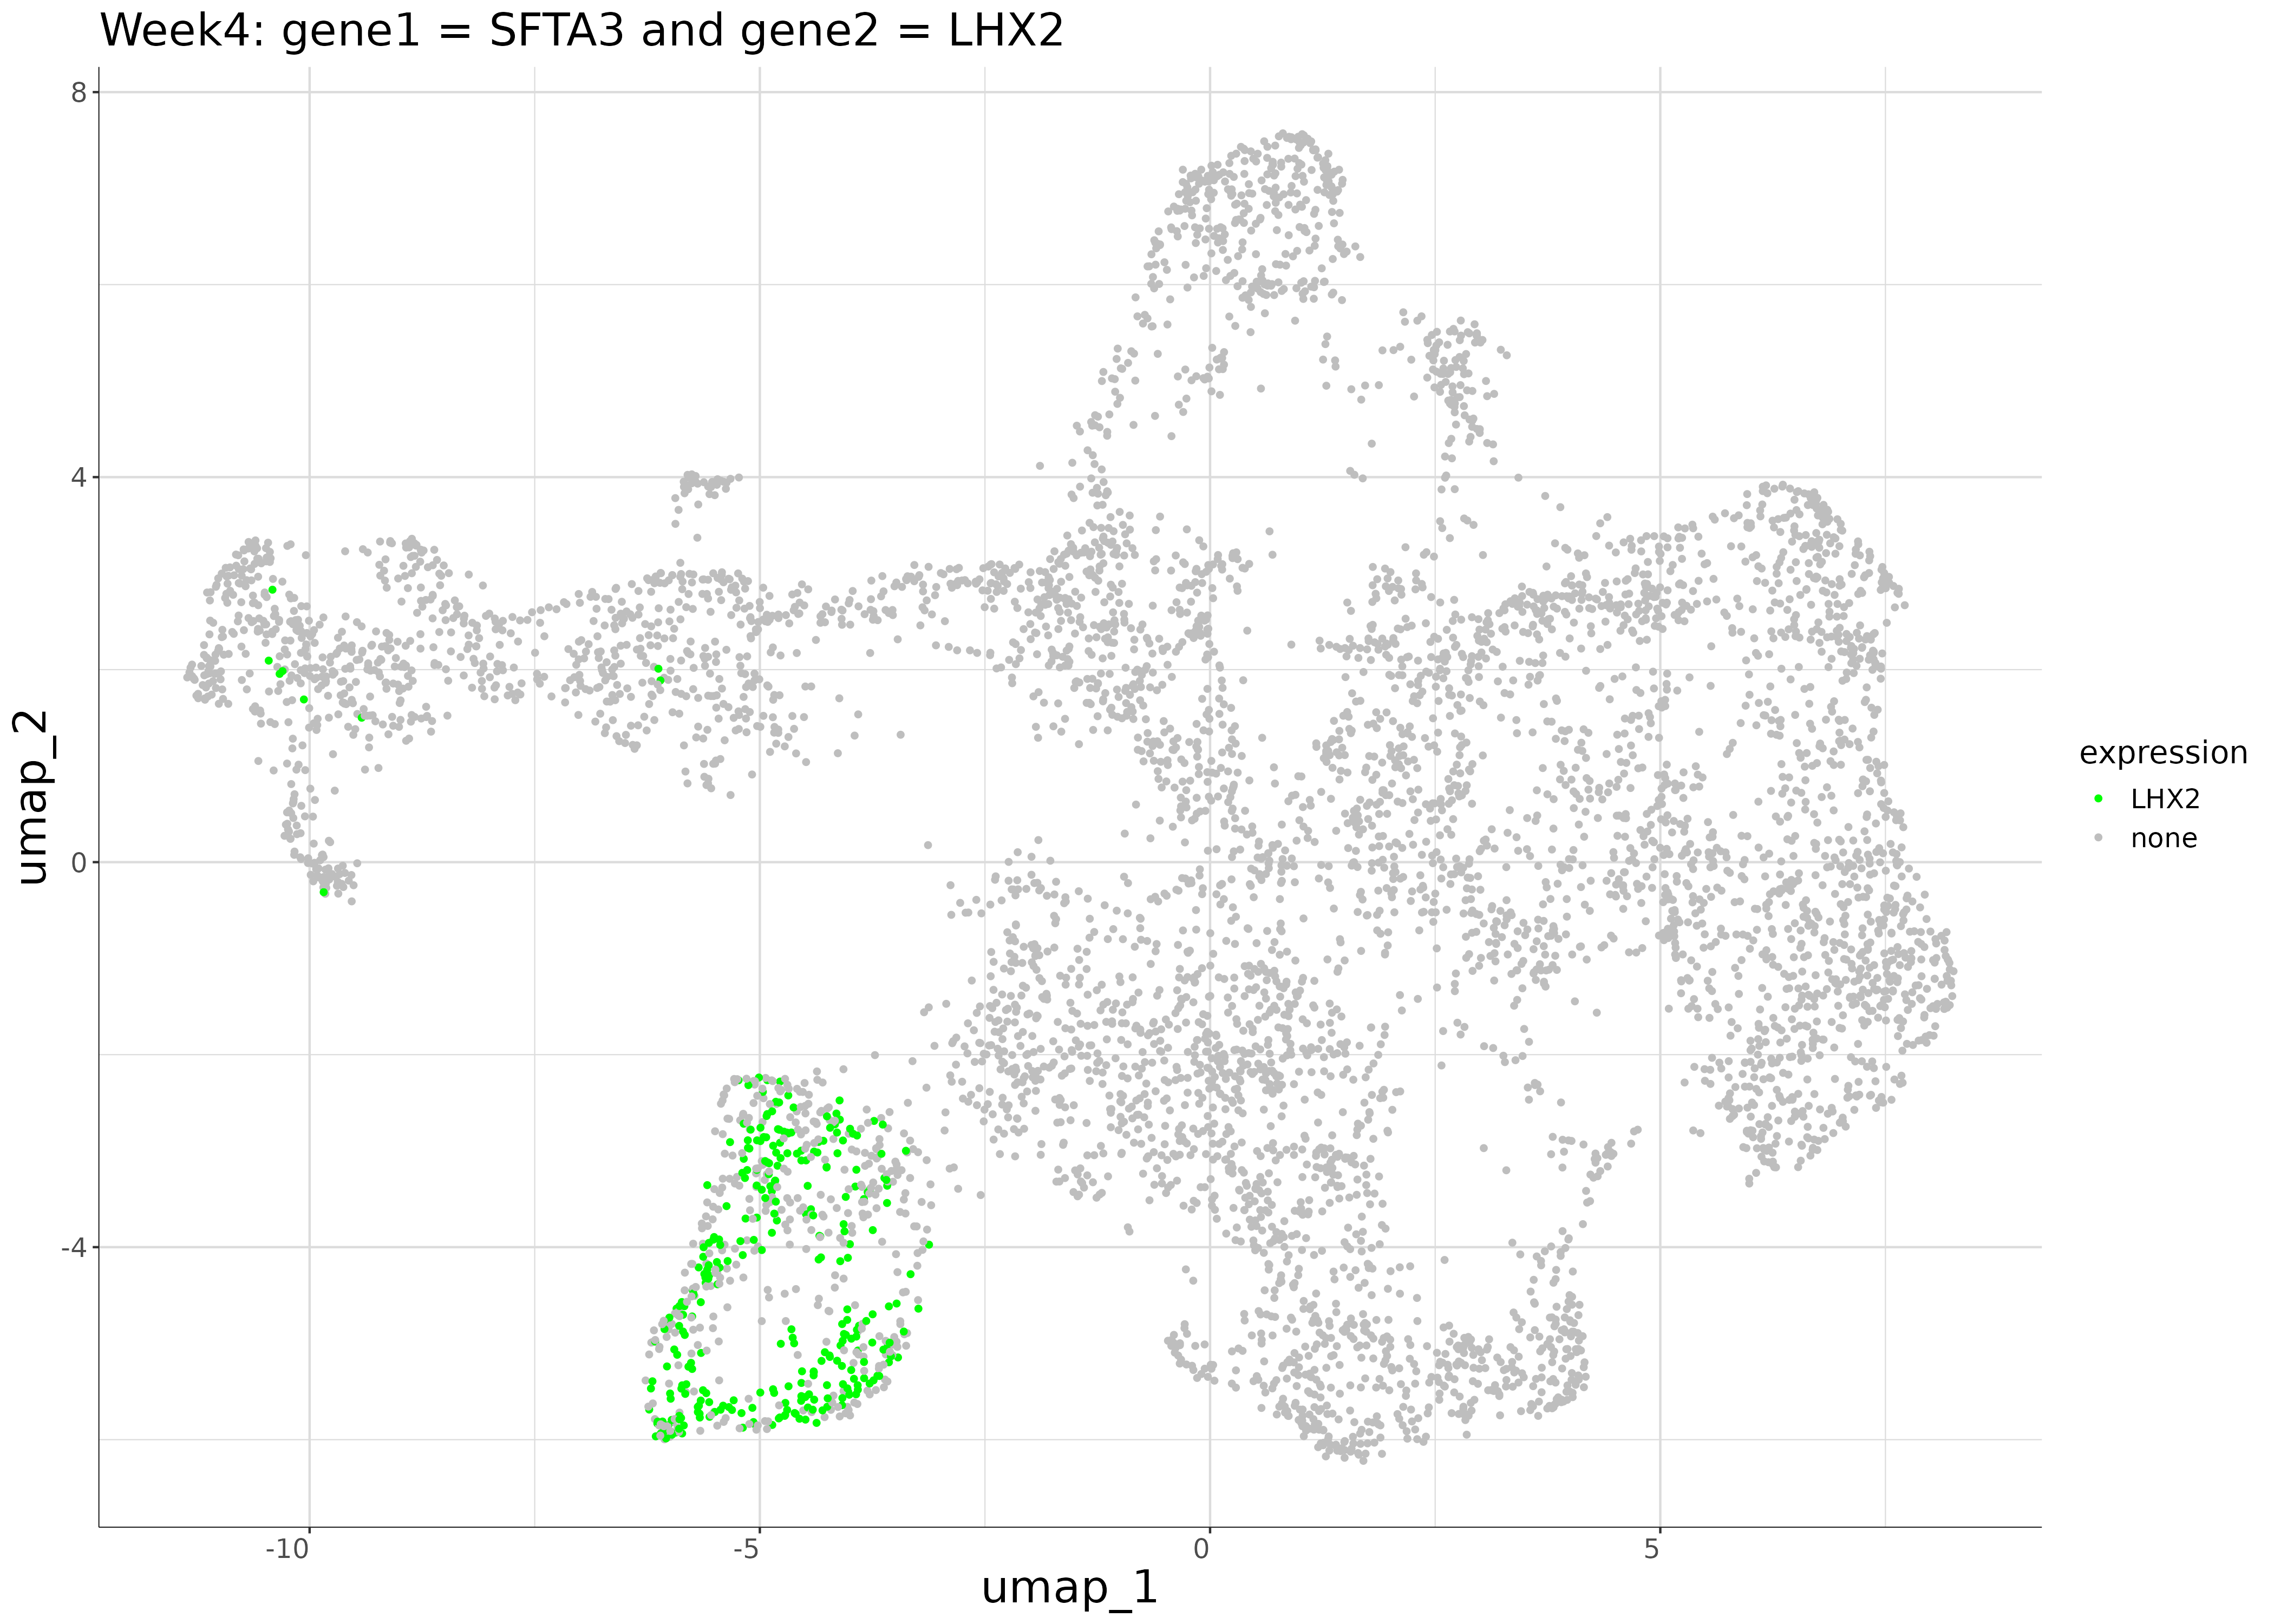 Week4: gene1 = SFTA3 and gene2 = LHX2
8
4
0
-4
umap_2
-10
-5
0
5
umap_1
expression
LHX2
none